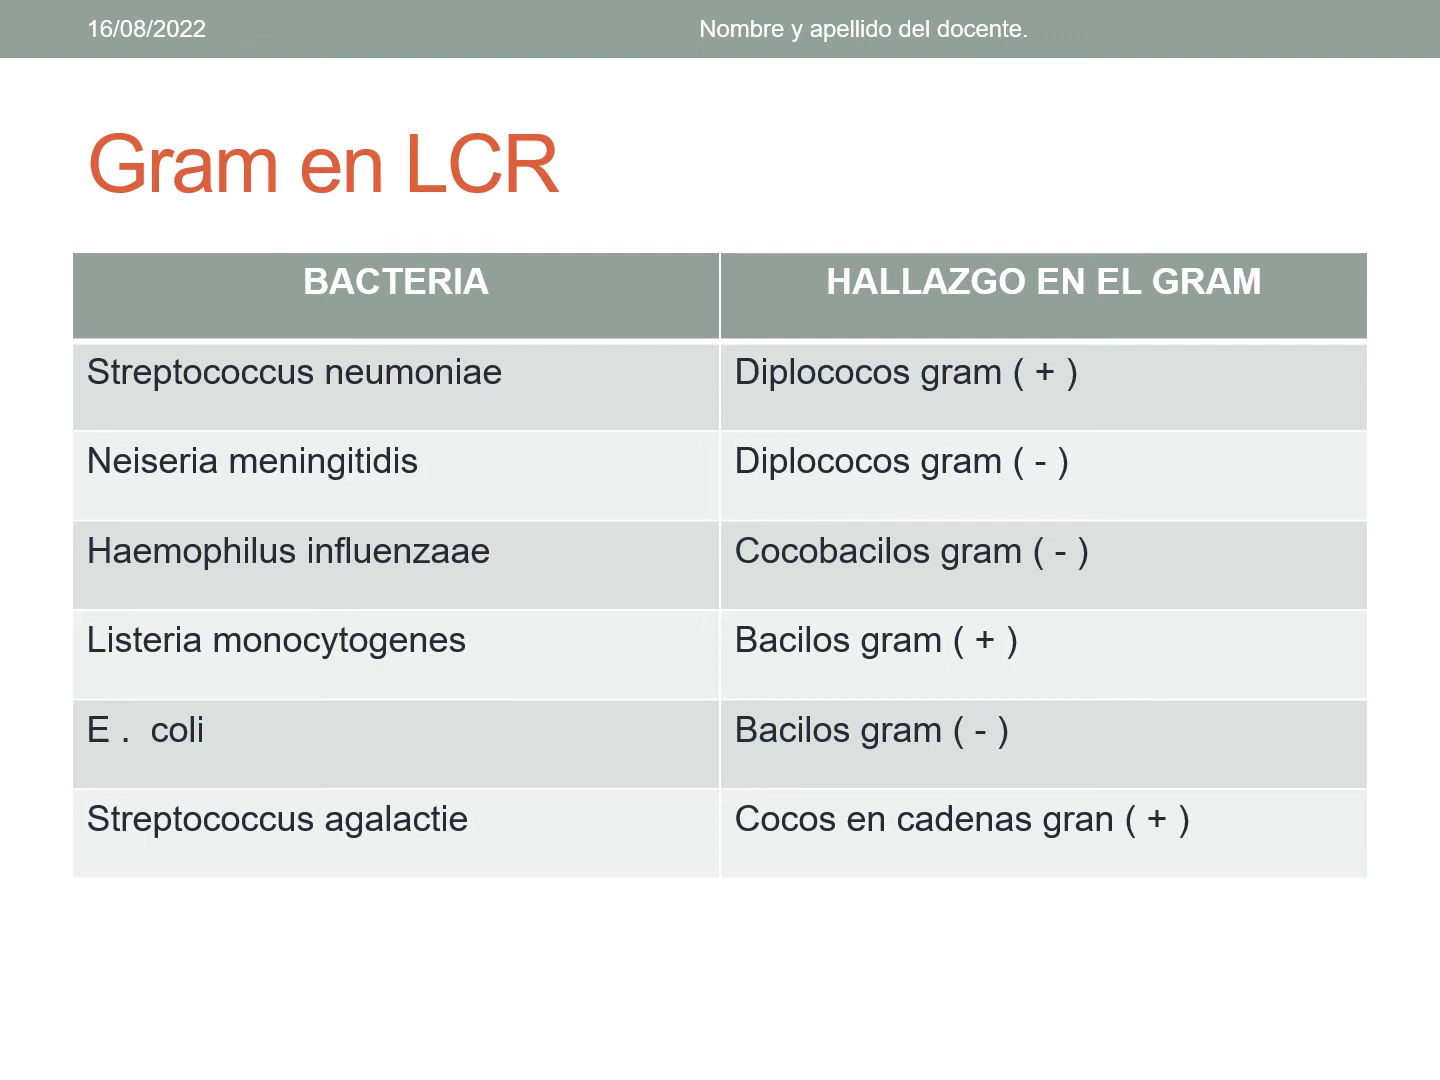 16/08/2022
Nombre y apellido del docente.
Gram en LCR
BACTERIA
HALLAZGO EN EL GRAM
Streptococcus neumoniae
Diplococos gram ( + )
Neiseria meningitidis
Diplococos gram ( - )
Haemophilus influenzaae
Cocobacilos gram ( - )
Listeria monocytogenes
Bacilos gram ( + )
E . coli
Bacilos gram ( - )
Streptococcus agalactie
Cocos en cadenas gran ( + )